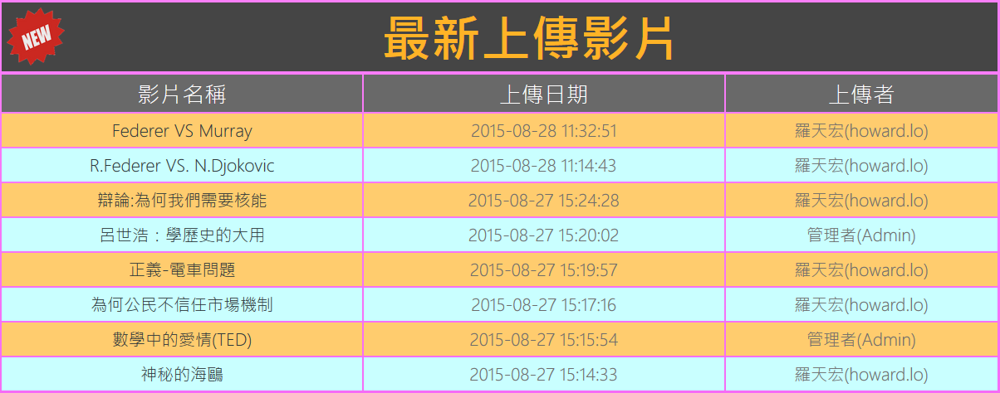 NEW
最新上傳影片
影片名稱 上傳日期 上傳者
Federer VS Murray 2015-08-28 11:32:51 羅天宏(howard.lo)
R.Federer VS. N.Djokovic 2015-08-28 11:14:43 羅天宏(howard.lo)
辯論:為何我們需要核能 2015-08-27 15:24:28 羅天宏(howard.lo)
呂世浩：學歷史的大用 2015-08-27 15:20:02 管理者(Admin)
正義-電車問題 2015-08-27 15:19:57 羅天宏(howard.lo)
為何公民不信任市場機制 2015-08-27 15:17:16 羅天宏(howard.lo)
數學中的愛情(TED) 2015-08-27 15:15:54 管理者(Admin)
神秘的海鷗 2015-08-27 15:14:33 羅天宏(howard.lo)